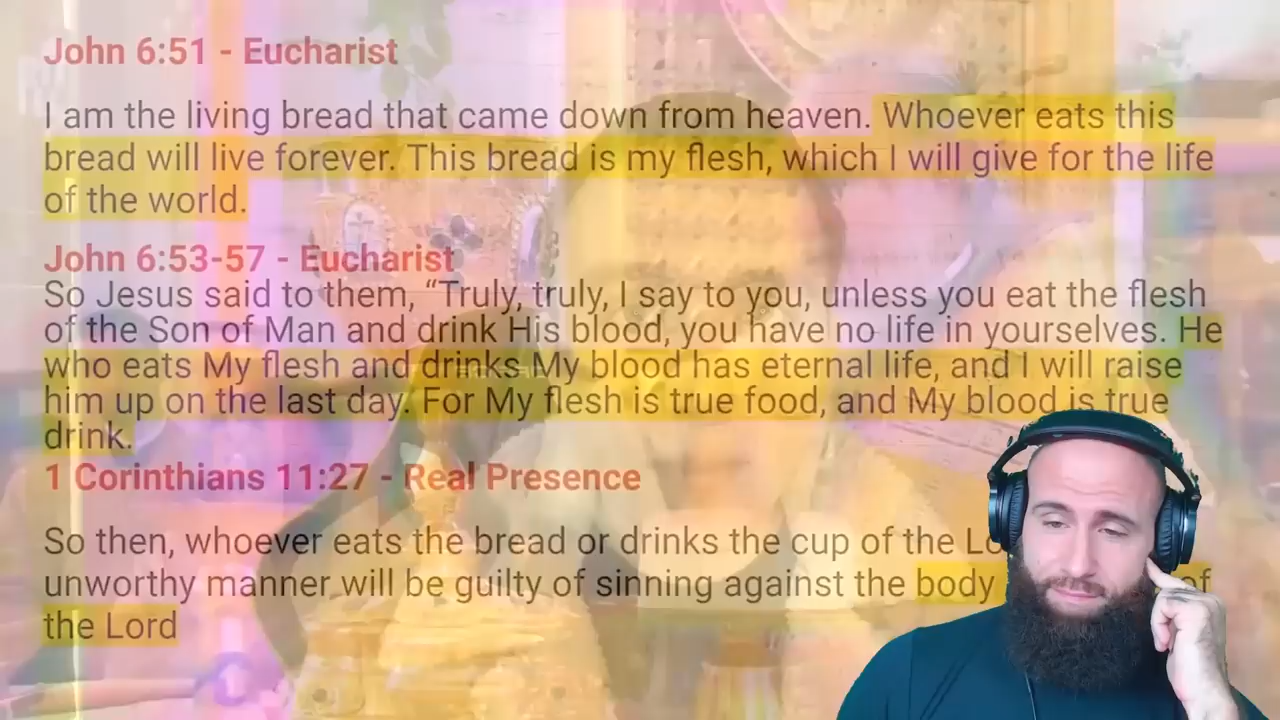 John 6:51 - Eucharist
I am the living bread that came down from heaven. Whoever eats this
bread will live forever. This bread is my flesh, which I will give for the life
of the world.
John 6:53-57 - Eucharist
So Jesus said to them, “Truly, truly, I say to you, unless you eat the flesh
of the Son of Man and drink His blood, you have no life in yourselves. He
who eats My flesh and drinks My blood has eternal life, and I will raise
him up on the last day. For My flesh is true food, and My blood is true
drink.
1 Corinthians 11:27 - Real Presence
So then, whoever eats the bread or drinks the cup of the
unworthy manner will be guilty of sinning against the body of
the Lord